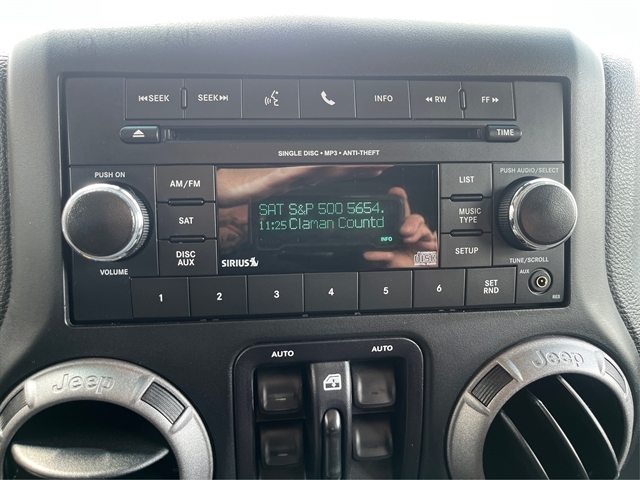 SEEK SEEK INFO RW FF
TIME
SINGLE DISC • MP3 • ANTI-THEFT
PUSH ON
AM/FM
SAT
DISC AUX
VOLUME
SAT S&P 500 5654.
11:25 Claman Countd
INFO
SIRIUS
LIST
MUSIC TYPE
SETUP
PUSH AUDIO/SELECT
TUNE/SCROLL
1 2 3 4 5 6 SET RND
AUX
RES
AUTO AUTO
Jeep Jeep